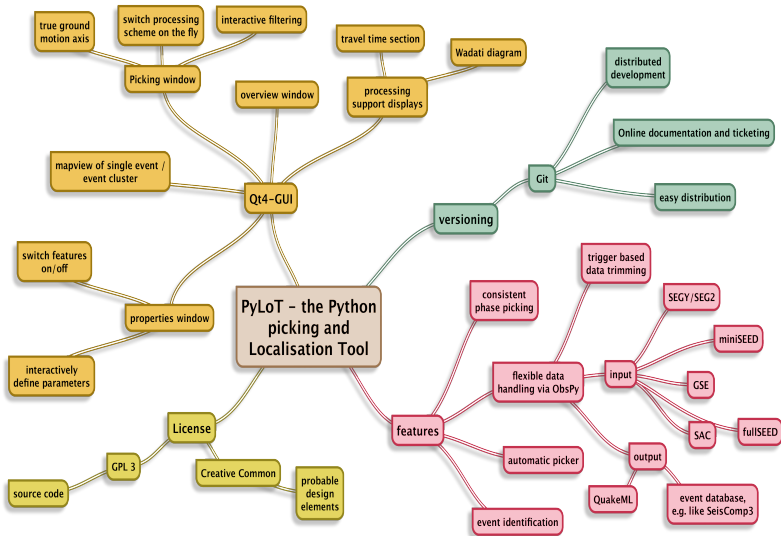 true ground
motion axis
switch processing
scheme on the fly
interactive filtering
Picking window
travel time section
Wadati diagram
overview window
processing
support displays
mapview of single event /
event cluster
Qt4-GUI
switch features
on/off
properties window
interactively
define parameters
distributed
development
Online documentation and ticketing
Git
easy distribution
versioning
PyLoT - the Python
picking and
Localisation Tool
trigger based
data trimming
consistent
phase picking
SEGY/SEG2
miniSEED
flexible data
handling via ObsPy
input
GSE
fullSEED
SAC
features
automatic picker
output
QuakeML
event database,
e.g. like SeisComp3
event identification
License
GPL 3
source code
Creative Common
probable
design
elements